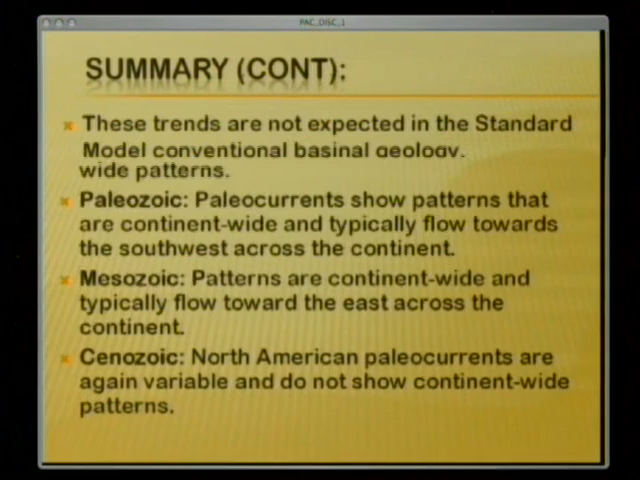 PAC_DISC_1
SUMMARY (CONT):
These trends are not expected in the Standard
Model conventional basinal geology.
wide patterns.
Paleozoic: Paleocurrents show patterns that
are continent-wide and typically flow towards
the southwest across the continent.
Mesozoic: Patterns are continent-wide and
typically flow toward the east across the
continent.
Cenozoic: North American paleocurrents are
again variable and do not show continent-wide
patterns.